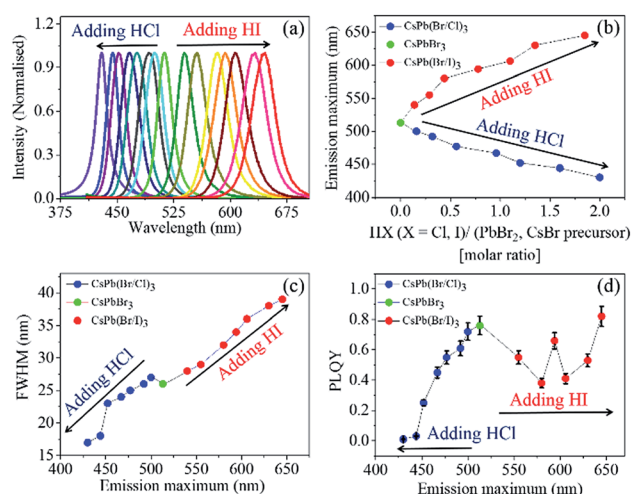 Adding HCl Adding HI (a)
Intensity (Normalised)
1.2
0.9
0.6
0.3
0.0
375 450 525 600 675
Wavelength (nm)
(b)
CsPb(Br/Cl)3
CsPbBr3
CsPb(Br/I)3
Adding HI
Adding HCl
Emission maximum (nm)
650
600
550
500
450
400
0.0 0.4 0.8 1.2 1.6 2.0
HX (X = Cl, I)/ (PbBr2, CsBr precursor)
[molar ratio]
(c)
CsPb(Br/Cl)3
CsPbBr3
CsPb(Br/I)3
Adding HCl
Adding HI
FWHM (nm)
40
35
30
25
20
15
400 450 500 550 600 650
Emission maximum (nm)
(d)
CsPb(Br/Cl)3
CsPbBr3
CsPb(Br/I)3
Adding HI
Adding HCl
PLQY
1.0
0.8
0.6
0.4
0.2
0.0
400 450 500 550 600 650
Emission maximum (nm)